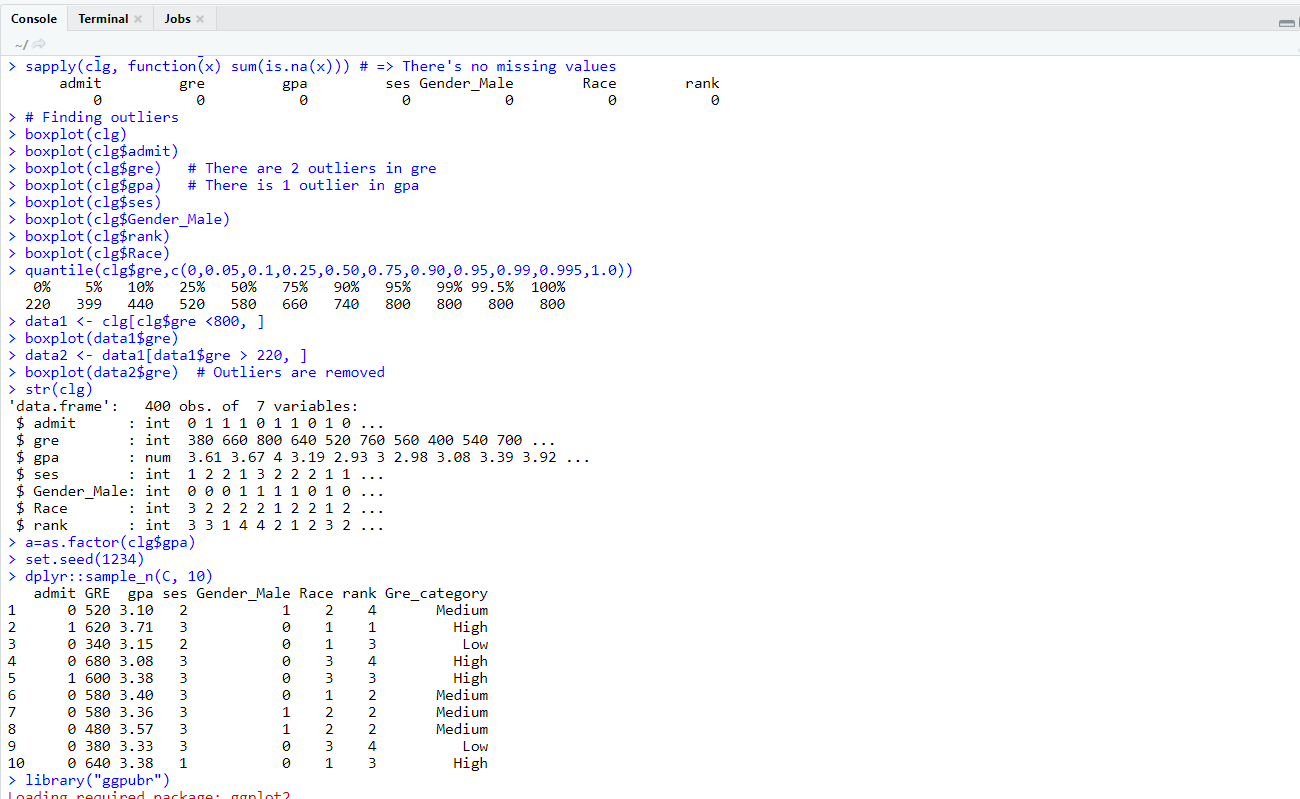 Console Terminal Jobs
~/
> sapply(clg, function(x) sum(is.na(x))) # => There's no missing values
      admit         gre         gpa         ses Gender_Male        Race        rank
          0           0           0           0           0           0           0
> # Finding outliers
> boxplot(clg)
> boxplot(clg$admit)
> boxplot(clg$gre)   # There are 2 outliers in gre
> boxplot(clg$gpa)   # There is 1 outlier in gpa
> boxplot(clg$ses)
> boxplot(clg$Gender_Male)
> boxplot(clg$rank)
> boxplot(clg$Race)
> quantile(clg$gre,c(0,0.05,0.1,0.25,0.50,0.75,0.90,0.95,0.99,0.995,1.0))
   0%    5%   10%   25%   50%   75%   90%   95%   99% 99.5%  100%
  220   399   440   520   580   660   740   800   800   800   800
> data1 <- clg[clg$gre <800, ]
> boxplot(data1$gre)
> data2 <- data1[data1$gre > 220, ]
> boxplot(data2$gre)  # Outliers are removed
> str(clg)
'data.frame':   400 obs. of  7 variables:
 $ admit      : int  0 1 1 1 0 1 1 0 1 0 ...
 $ gre        : int  380 660 800 640 520 760 560 400 540 700 ...
 $ gpa        : num  3.61 3.67 4 3.19 2.93 3 2.98 3.08 3.39 3.92 ...
 $ ses        : int  1 2 2 1 3 2 2 2 1 1 ...
 $ Gender_Male: int  0 0 0 1 1 1 1 0 1 0 ...
 $ Race       : int  3 2 2 2 2 1 2 2 1 2 ...
 $ rank       : int  3 3 1 4 4 2 1 2 3 2 ...
> a=as.factor(clg$gpa)
> set.seed(1234)
> dplyr::sample_n(C, 10)
   admit GRE  gpa ses Gender_Male Race rank Gre_category
1      0 520 3.10   2           1    2    4       Medium
2      1 620 3.71   3           0    1    1         High
3      0 340 3.15   2           0    1    3          Low
4      0 680 3.08   3           0    3    4         High
5      1 600 3.38   3           0    3    3         High
6      0 580 3.40   3           0    1    2       Medium
7      0 580 3.36   3           1    2    2       Medium
8      0 480 3.57   3           1    2    2       Medium
9      0 380 3.33   3           0    3    4          Low
10     0 640 3.38   1           0    1    3         High
> library("ggpubr")
Loading required package: ggplot2